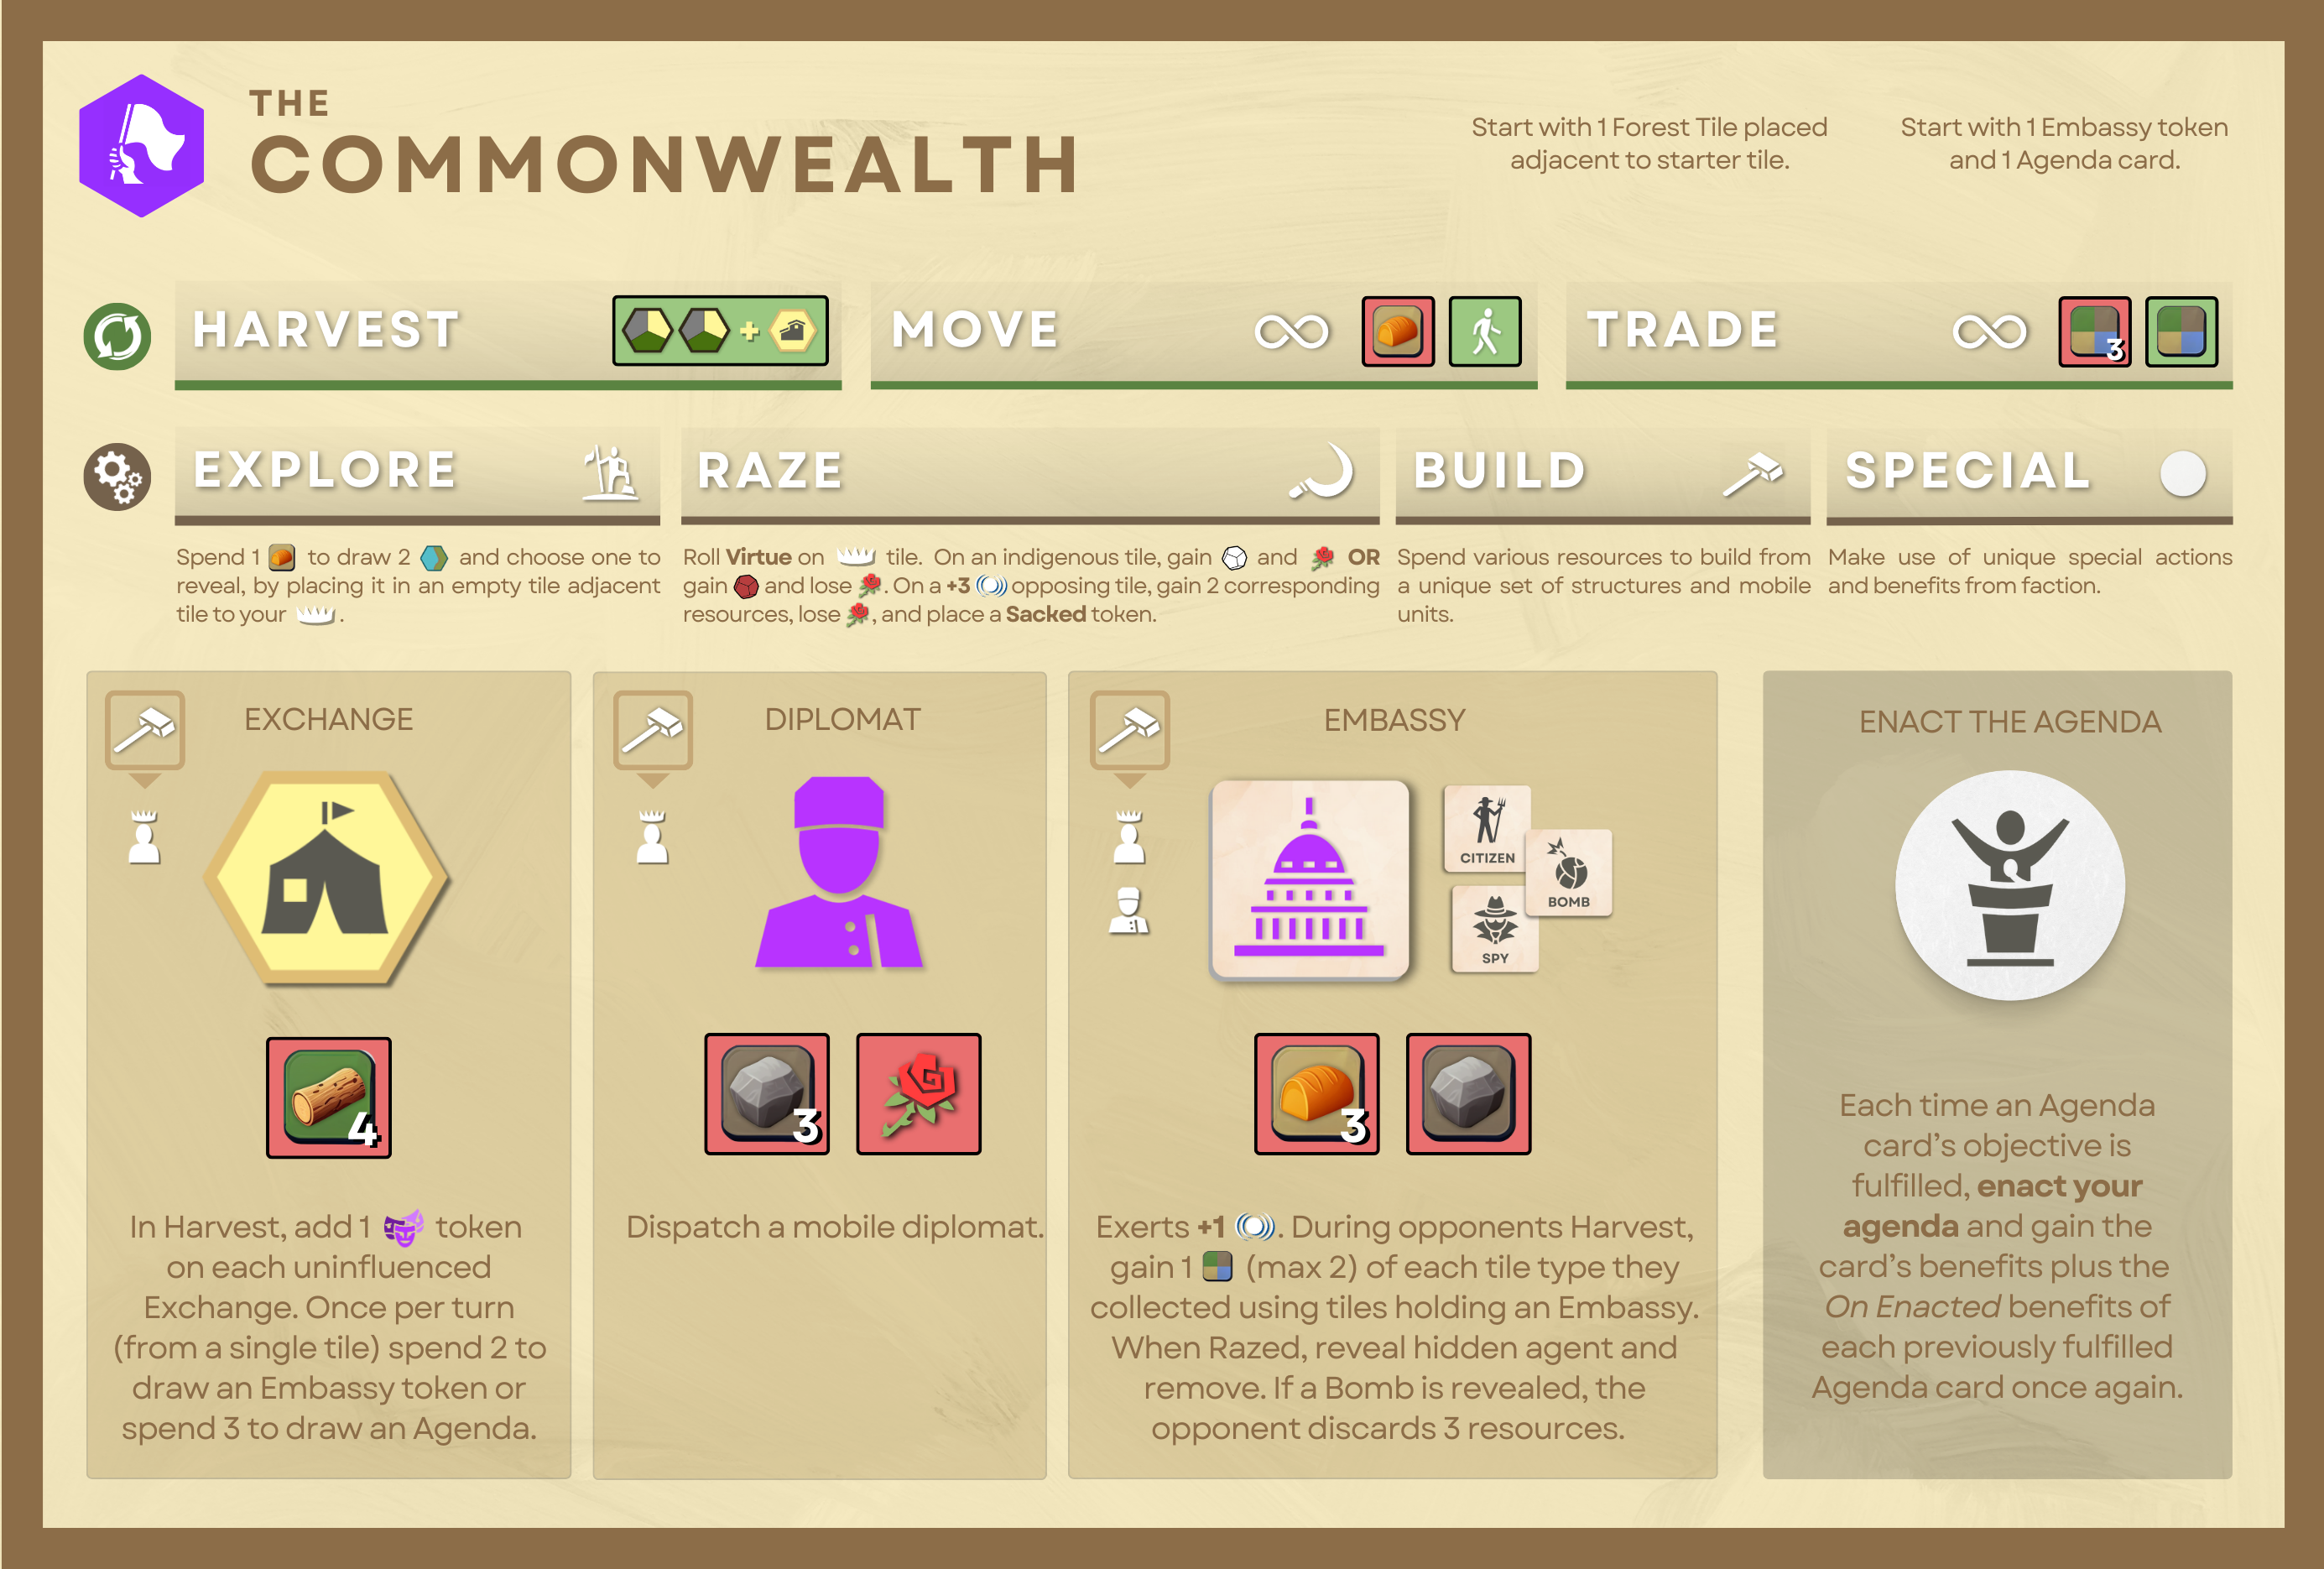 THE
COMMONWEALTH
Start with 1 Forest Tile placed
adjacent to starter tile.
Start with 1 Embassy token
and 1 Agenda card.
HARVEST
+
MOVE
TRADE
3
EXPLORE
RAZE
BUILD
SPECIAL
Spend 1 to draw 2 and choose one to
reveal, by placing it in an empty tile adjacent
tile to your .
Roll Virtue on tile. On an indigenous tile, gain and OR
gain and lose . On a +3 opposing tile, gain 2 corresponding
resources, lose , and place a Sacked token.
Spend various resources to build from
a unique set of structures and mobile
units.
Make use of unique special actions
and benefits from faction.
EXCHANGE
4
In Harvest, add 1 token
on each uninfluenced
Exchange. Once per turn
(from a single tile) spend 2 to
draw an Embassy token or
spend 3 to draw an Agenda.
DIPLOMAT
3
Dispatch a mobile diplomat.
EMBASSY
CITIZEN
BOMB
SPY
3
Exerts +1 . During opponents Harvest,
gain 1 (max 2) of each tile type they
collected using tiles holding an Embassy.
When Razed, reveal hidden agent and
remove. If a Bomb is revealed, the
opponent discards 3 resources.
ENACT THE AGENDA
Each time an Agenda
card's objective is
fulfilled, enact your
agenda and gain the
card's benefits plus the
On Enacted benefits of
each previously fulfilled
Agenda card once again.